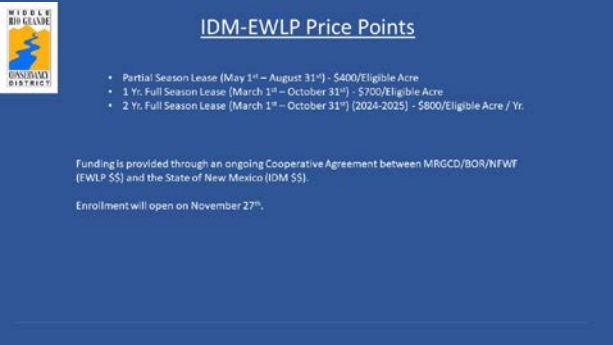 MIDDLE
RIO GRANDE
CONSERVANCY
DISTRICT
IDM-EWLP Price Points
• Partial Season Lease (May 1st – August 31st) - $400/Eligible Acre
• 1 Yr. Full Season Lease (March 1st – October 31st) - $700/Eligible Acre
• 2 Yr. Full Season Lease (March 1st – October 31st) (2024-2025) - $800/Eligible Acre / Yr.
Funding is provided through an ongoing Cooperative Agreement between MRGCD/BOR/NFWF
(EWLP $$) and the State of New Mexico (IDM $$).
Enrollment will open on November 27th.